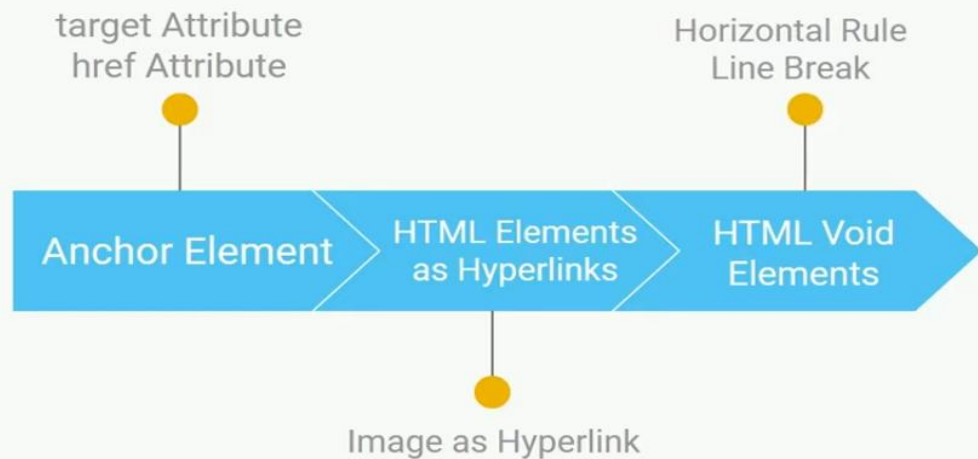 target Attribute
href Attribute
Horizontal Rule
Line Break
Anchor Element
HTML Elements
as Hyperlinks
HTML Void
Elements
Image as Hyperlink